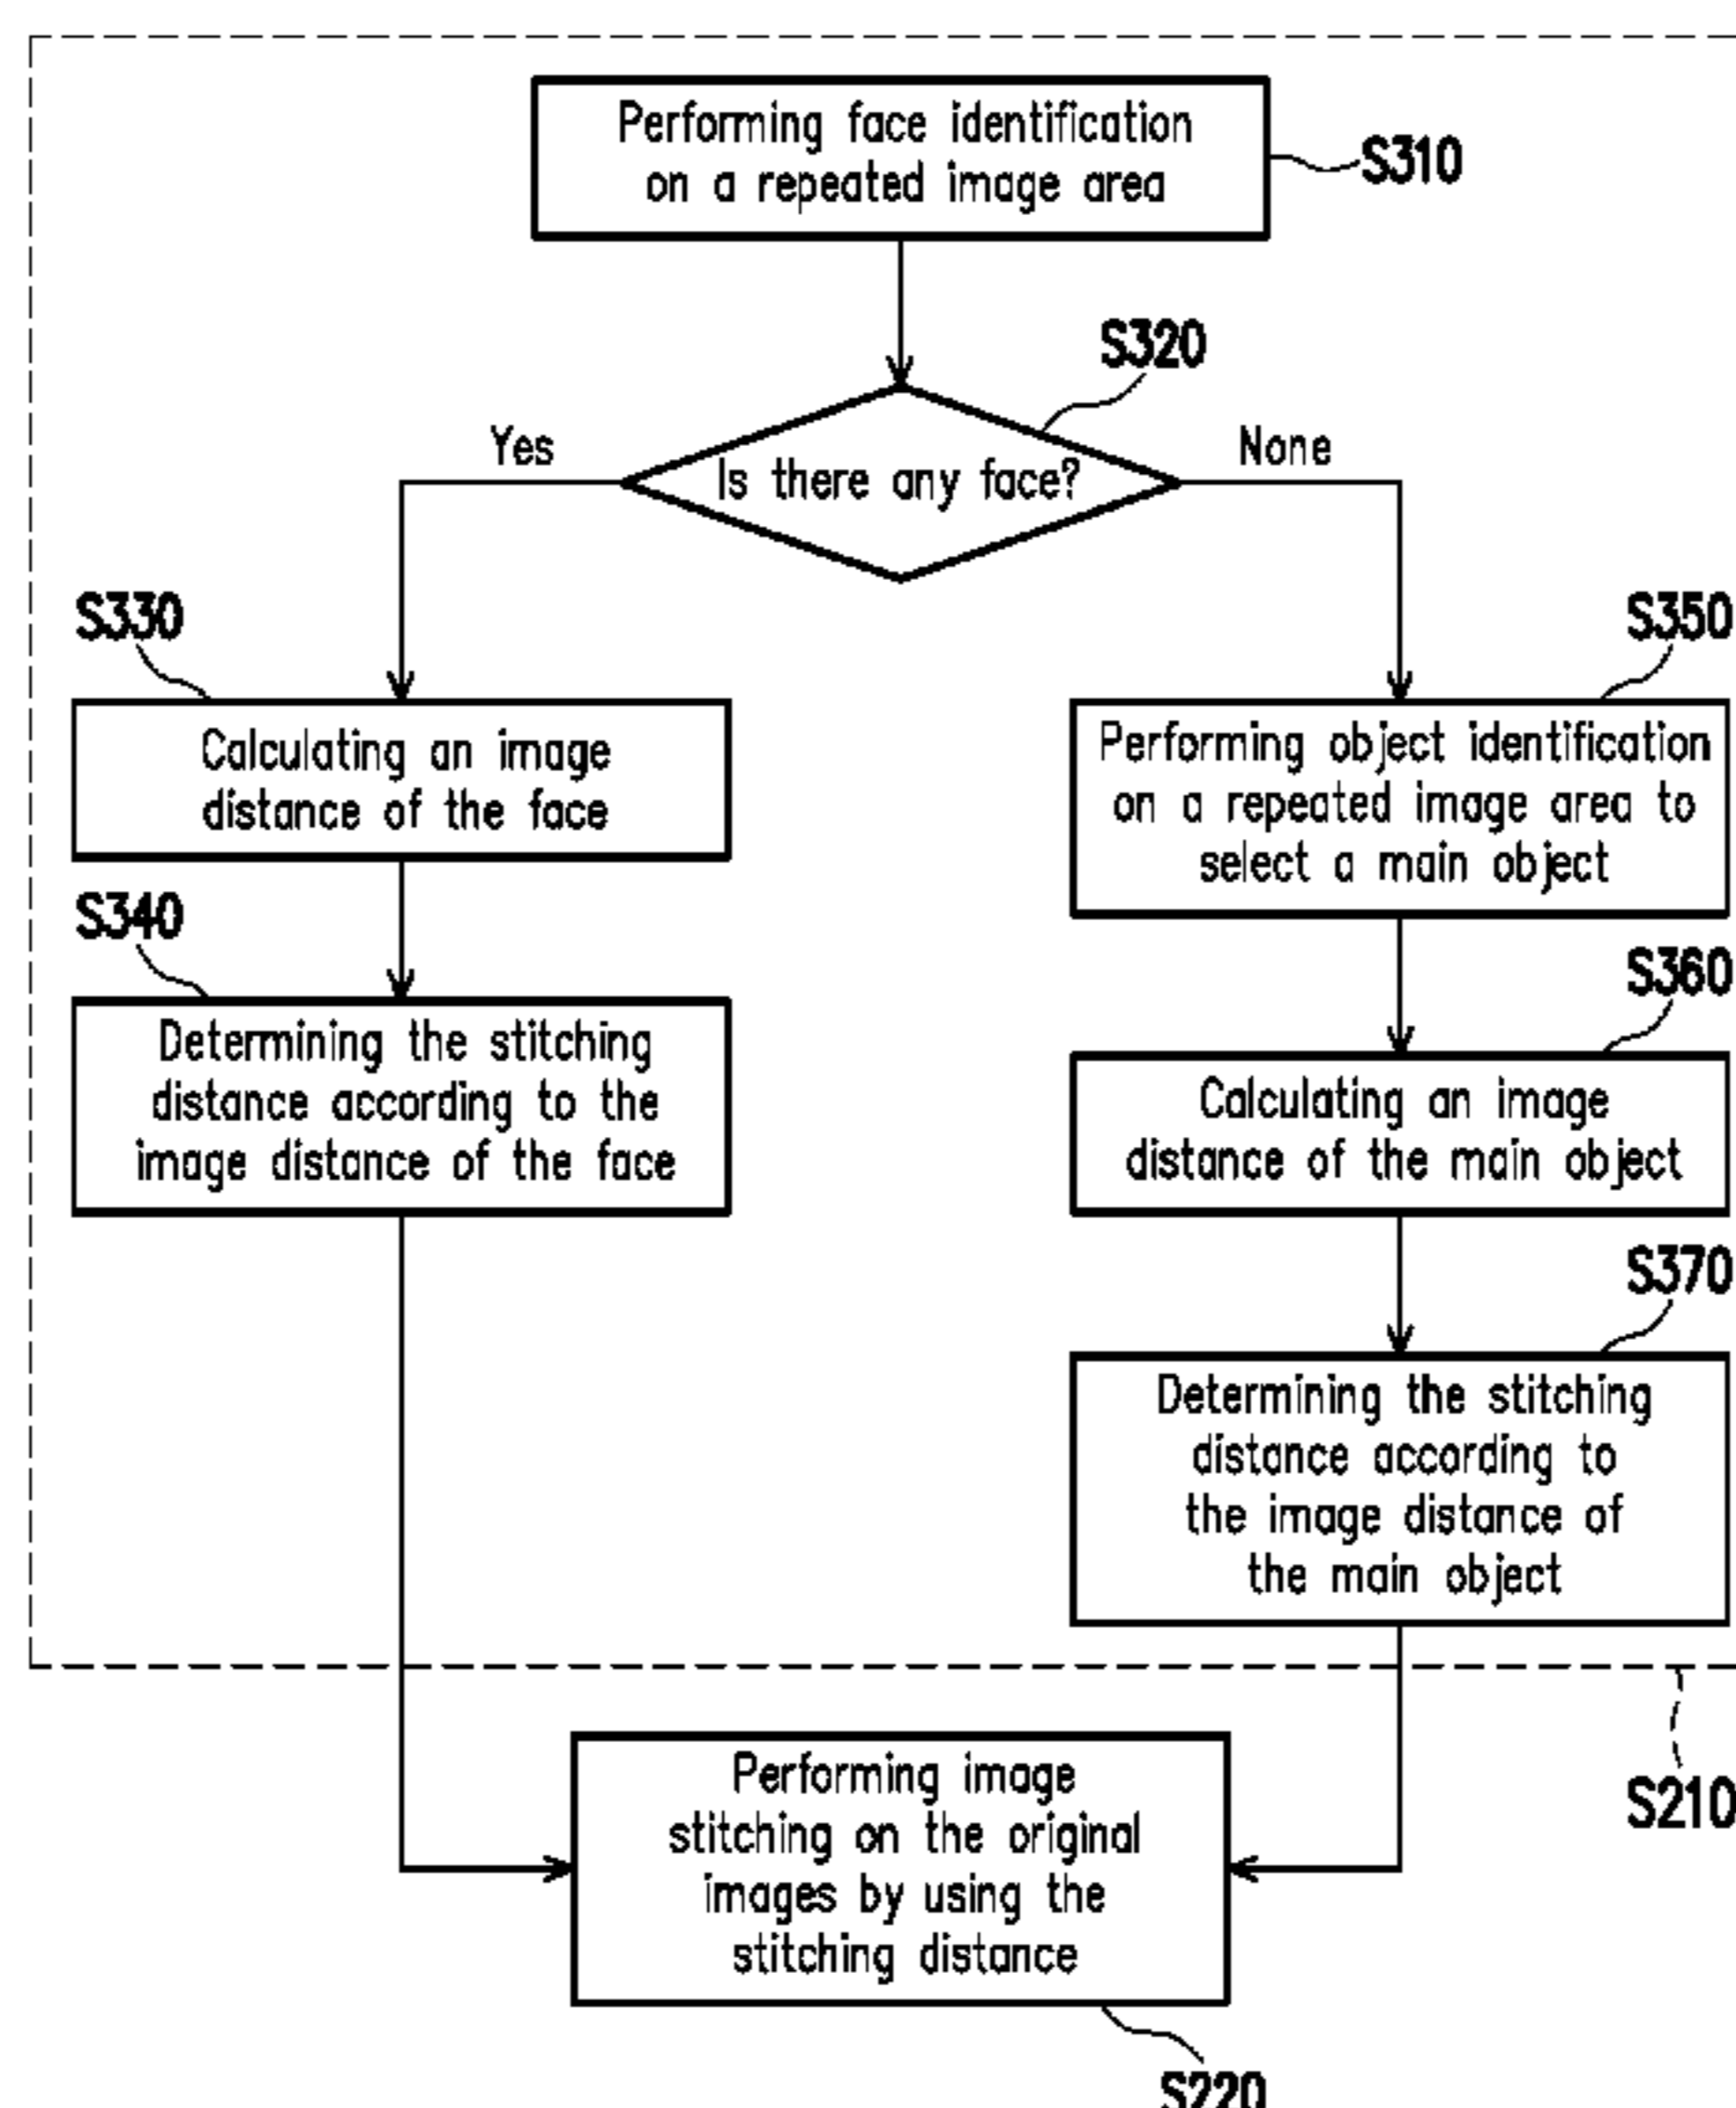 Performing face identification
on a repeated image area
S310
S320
Yes
None
Is there any face?
S330
Calculating an image
distance of the face
S340
Determining the stitching
distance according to the
image distance of the face
S350
Performing object identification
on a repeated image area to
select a main object
S360
Calculating an image
distance of the main object
S370
Determining the stitching
distance according to
the image distance of
the main object
S210
Performing image
stitching on the original
images by using the
stitching distance
S220